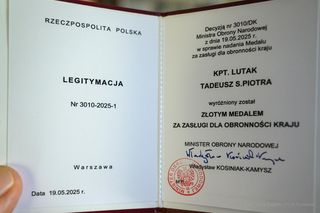 RZECZPOSPOLITA POLSKA
LEGITYMACJA
Nr 3010-2025-1
Warszawa
Data 19.05.2025 r.
Decyzją nr 3010/DK
Ministra Obrony Narodowej
z dnia 19.05.2025 r.
w sprawie nadania Medalu
za zasługi dla obronności kraju
KPT. LUTAK
TADEUSZ S.PIOTRA
wyróżniony został
ZŁOTYM MEDALEM
ZA ZASŁUGI DLA OBRONNOŚCI KRAJU
MINISTER OBRONY NARODOWEJ
Władysław KOSINIAK-KAMYSZ